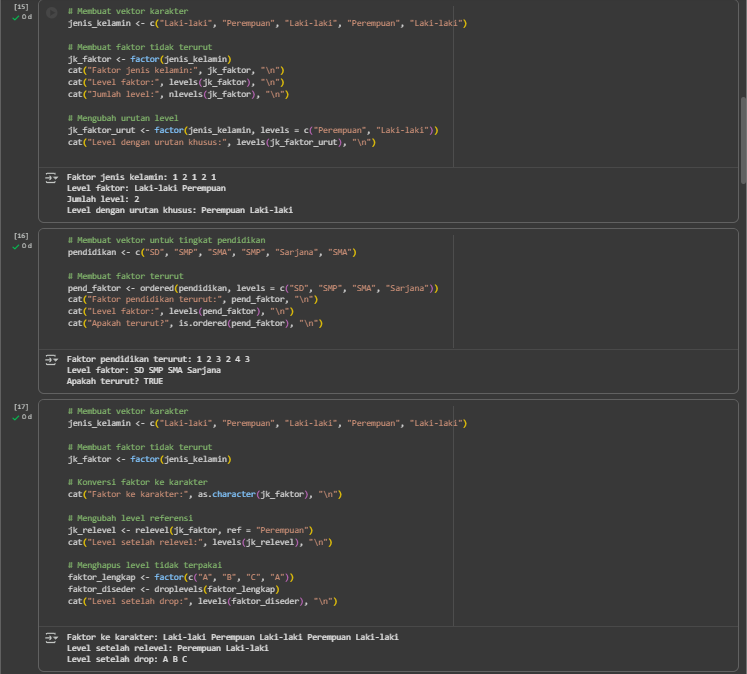 [15]
0 d
# Membuat vektor karakter
jenis_kelamin <- c("Laki-laki", "Perempuan", "Laki-laki", "Perempuan", "Laki-laki")
# Membuat faktor tidak terurut
jk_faktor <- factor(jenis_kelamin)
cat("Faktor jenis kelamin:", jk_faktor, "\n")
cat("Level faktor:", levels(jk_faktor), "\n")
cat("Jumlah level:", nlevels(jk_faktor), "\n")
# Mengubah urutan level
jk_faktor_urut <- factor(jenis_kelamin, levels = c("Perempuan", "Laki-laki"))
cat("Level dengan urutan khusus:", levels(jk_faktor_urut), "\n")
Faktor jenis kelamin: 1 2 1 2 1
Level faktor: Laki-laki Perempuan
Jumlah level: 2
Level dengan urutan khusus: Perempuan Laki-laki
[16]
0 d
# Membuat vektor untuk tingkat pendidikan
pendidikan <- c("SD", "SMP", "SMA", "SMP", "Sarjana", "SMA")
# Membuat faktor terurut
pend_faktor <- ordered(pendidikan, levels = c("SD", "SMP", "SMA", "Sarjana"))
cat("Faktor pendidikan terurut:", pend_faktor, "\n")
cat("Level faktor:", levels(pend_faktor), "\n")
cat("Apakah terurut?", is.ordered(pend_faktor), "\n")
Faktor pendidikan terurut: 1 2 3 2 4 3
Level faktor: SD SMP SMA Sarjana
Apakah terurut? TRUE
[17]
0 d
# Membuat vektor karakter
jenis_kelamin <- c("Laki-laki", "Perempuan", "Laki-laki", "Perempuan", "Laki-laki")
# Membuat faktor tidak terurut
jk_faktor <- factor(jenis_kelamin)
# Konversi faktor ke karakter
cat("Faktor ke karakter:", as.character(jk_faktor), "\n")
# Mengubah level referensi
jk_relevel <- relevel(jk_faktor, ref = "Perempuan")
cat("Level setelah relevel:", levels(jk_relevel), "\n")
# Menghapus level tidak terpakai
faktor_lengkap <- factor(c("A", "B", "C", "A"))
faktor_diseder <- droplevels(faktor_lengkap)
cat("Level setelah drop:", levels(faktor_diseder), "\n")
Faktor ke karakter: Laki-laki Perempuan Laki-laki Perempuan Laki-laki
Level setelah relevel: Perempuan Laki-laki
Level setelah drop: A B C